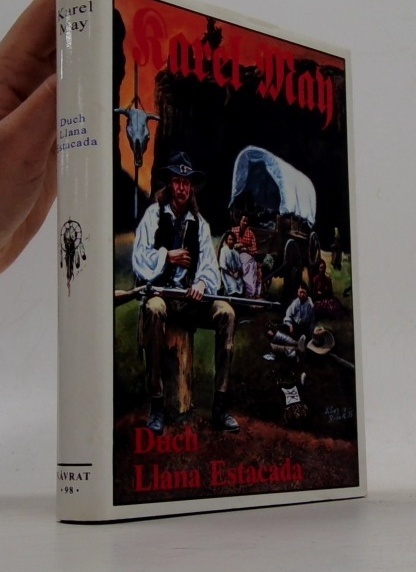 Karel
May
Duch
Llana
Estacada
NÁVRAT
·98·
Karel May
Duch
Llana Estacada